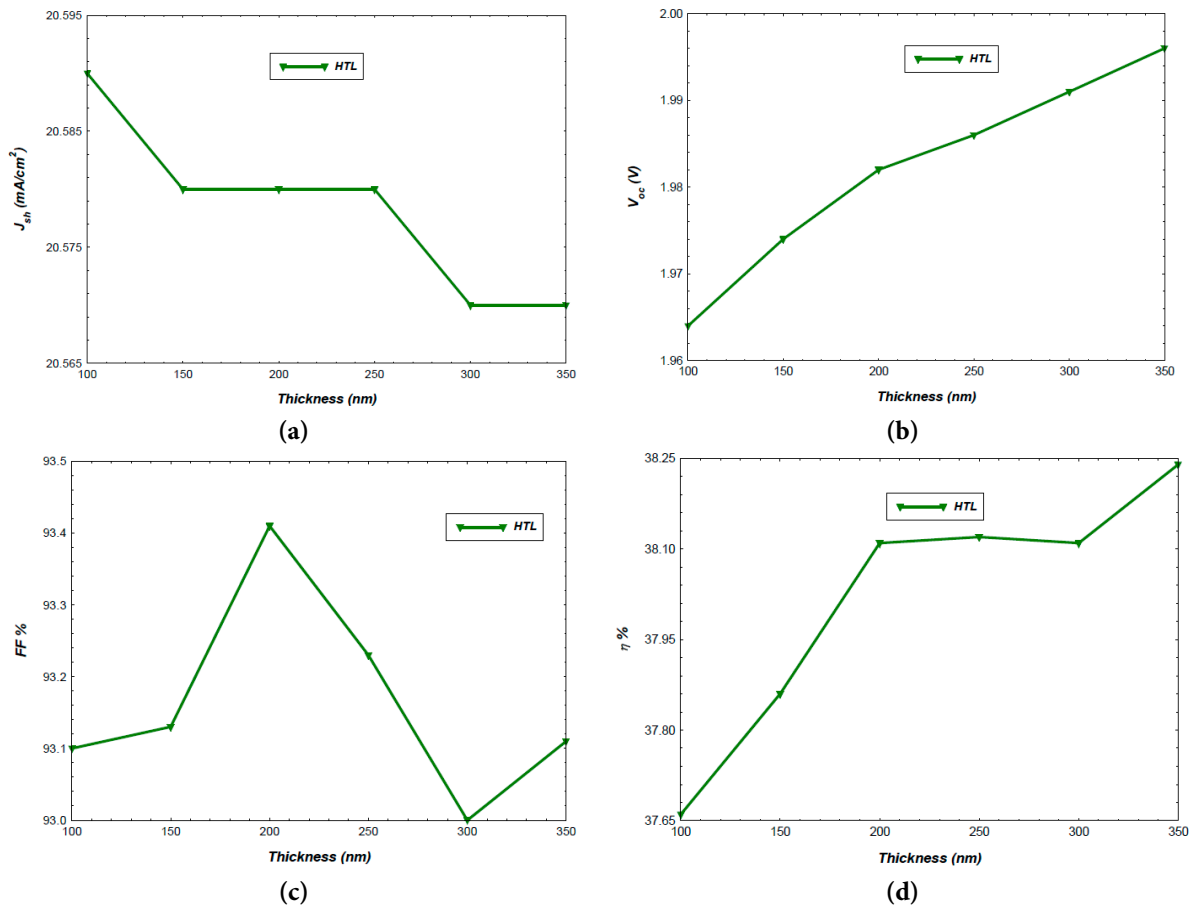 20.595
20.585
20.575
20.565
J_sh (mA/cm²)
HTL
100 150 200 250 300 350
Thickness (nm)
(a)
2.00
1.99
1.98
1.97
1.96
V_oc (V)
HTL
100 150 200 250 300 350
Thickness (nm)
(b)
93.5
93.4
93.3
93.2
93.1
93.0
FF %
HTL
100 150 200 250 300 350
Thickness (nm)
(c)
38.25
38.10
37.95
37.80
37.65
η %
HTL
100 150 200 250 300 350
Thickness (nm)
(d)